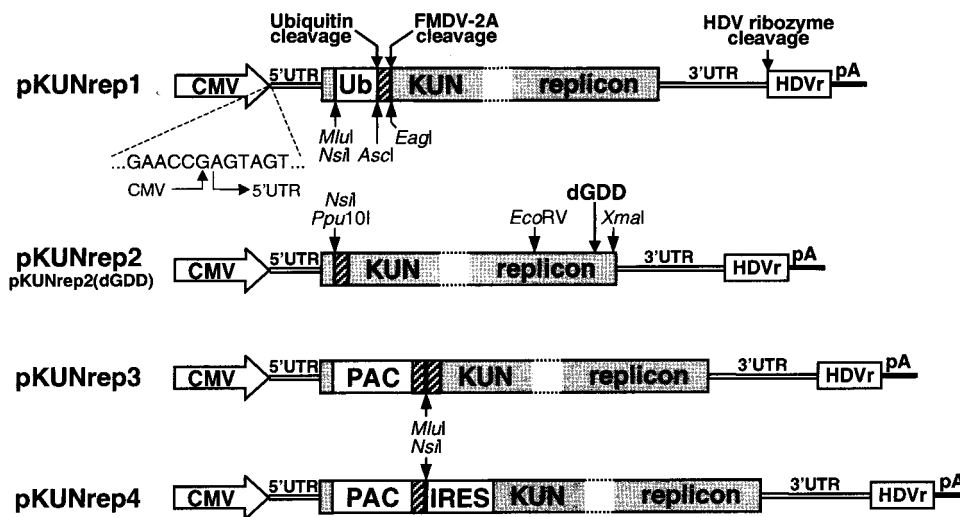 Ubiquitin cleavage
FMDV-2A cleavage
HDV ribozyme cleavage
pKUNrep1
CMV
5'UTR
Ub
KUN
replicon
3'UTR
HDVr
pA
MluI
NsiI
AscI
EagI
...GAACCGAGTAGT...
CMV
5'UTR
NsiI
Ppu10I
EcoRV
dGDD
XmaI
pKUNrep2
pKUNrep2(dGDD)
CMV
5'UTR
KUN
replicon
3'UTR
HDVr
pA
pKUNrep3
CMV
5'UTR
PAC
KUN
replicon
3'UTR
HDVr
pA
MluI
NsiI
pKUNrep4
CMV
5'UTR
PAC
IRES
KUN
replicon
3'UTR
HDVr
pA